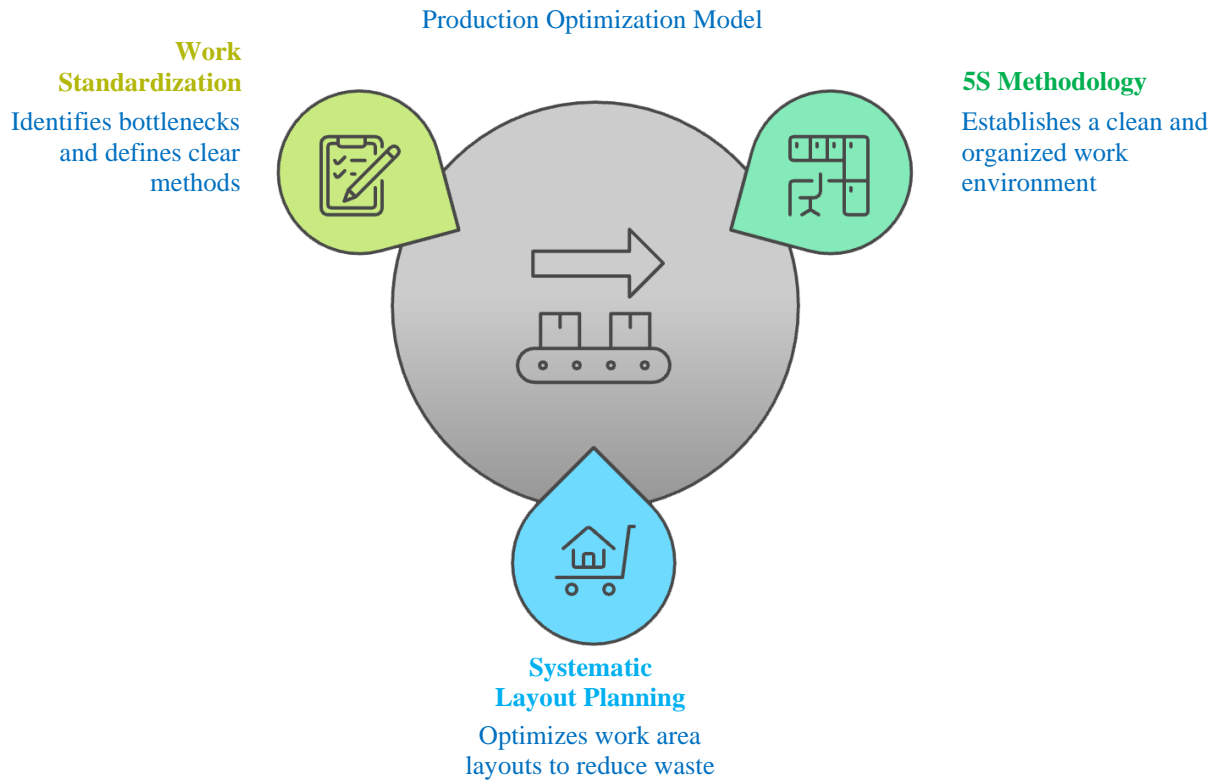 Production Optimization Model
Work
Standardization
Identifies bottlenecks
and defines clear
methods
5S Methodology
Establishes a clean and
organized work
environment
Systematic
Layout Planning
Optimizes work area
layouts to reduce waste